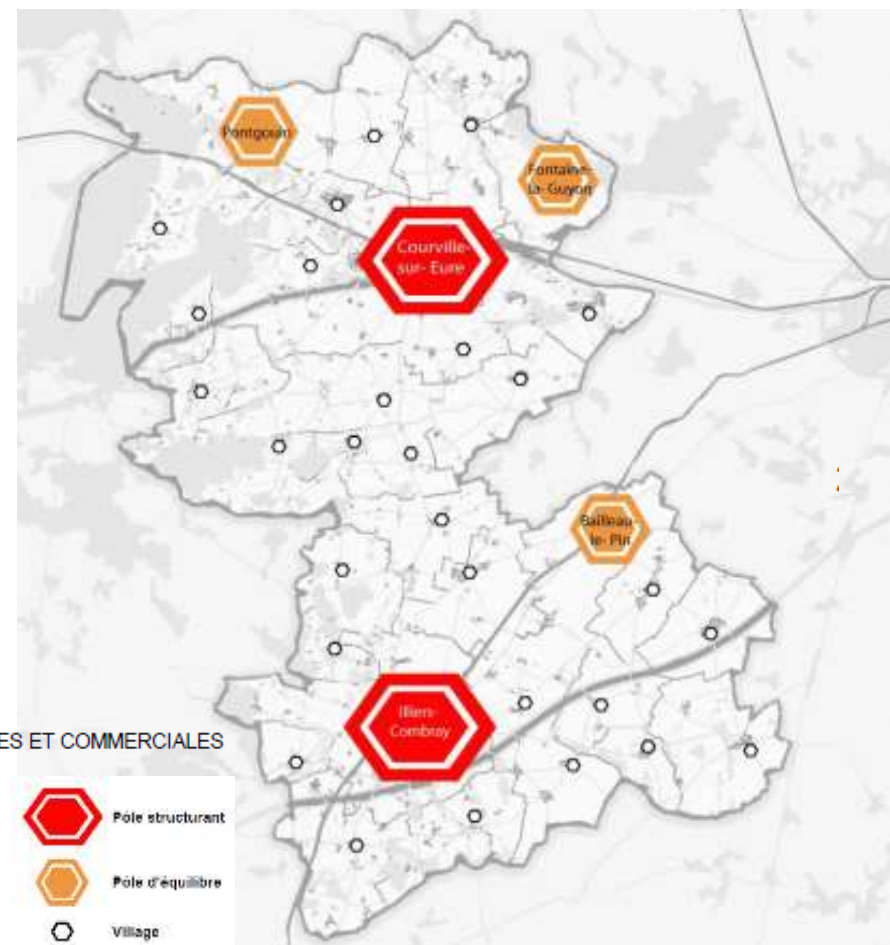 Pontgouin
Fontaine-
la-Guyon
Courville-
sur-Eure
Bailleau-
le-Pin
Illiers-
Combray
ES ET COMMERCIALES
Pôle structurant
Pôle d'équilibre
Village